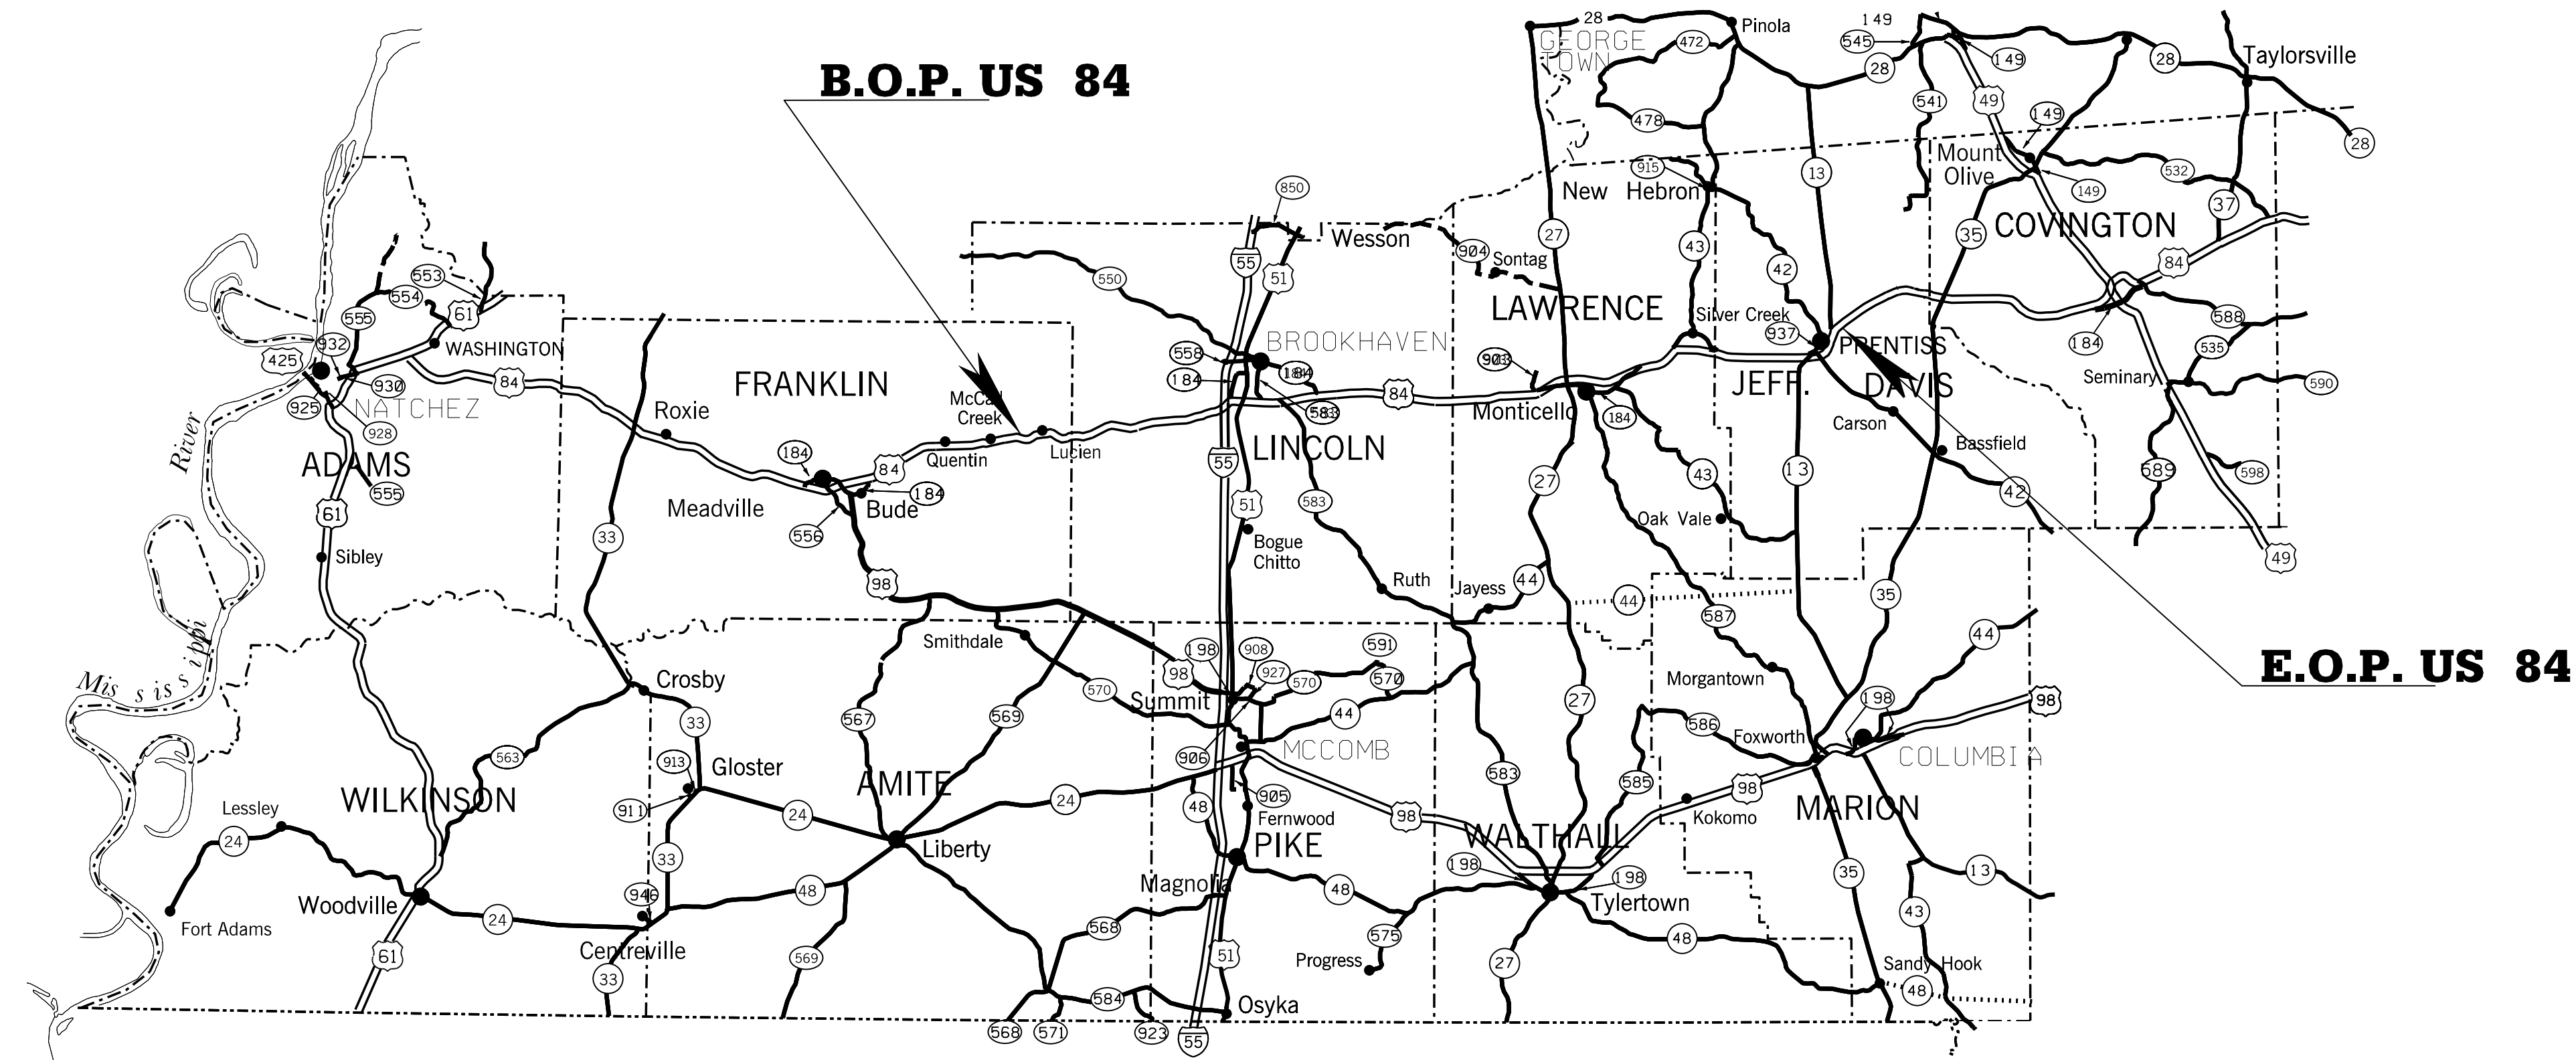 B.O.P. US 84
E.O.P. US 84
28
Pinola
149
GEORGE
TOWN
472
545
149
28
28
Taylorsville
49
541
149
478
28
Mount
Olive
915
New Hebron
13
532
149
37
850
COVINGTON
27
35
Wesson
43
904
Sontag
55
84
42
553
550
51
554
61
LAWRENCE
Silver Creek
588
555
932
937
BROOKHAVEN
184
425
WASHINGTON
558
903
PRENTISS
535
184
184
84
930
FRANKLIN
JEFF. DAVIS
Seminary
590
McCall
Creek
84
925
NATCHEZ
Roxie
583
Monticello
184
Carson
928
River
184
84
Quentin
Lucien
LINCOLN
Bassfield
ADAMS
55
43
13
589
598
555
Meadville
Bude
184
27
42
61
51
583
Oak Vale
556
33
Bogue
Chitto
Sibley
49
98
Ruth
Jayess
44
44
35
587
Smithdale
198
908
591
44
Mississippi
98
927
570
570
Crosby
570
Summit
Morgantown
27
198
98
33
567
569
44
586
Foxworth
MCCOMB
COLUMBIA
563
906
913
Gloster
583
585
AMITE
98
WILKINSON
905
24
48
MARION
Lessley
911
24
Fernwood
98
Kokomo
WALTHALL
24
Liberty
PIKE
33
198
198
35
13
48
Magnolia
48
946
Woodville
Tylertown
43
24
Fort Adams
568
575
48
Centreville
61
569
51
Progress
27
Sandy Hook
33
48
584
Osyka
568
571
923
55